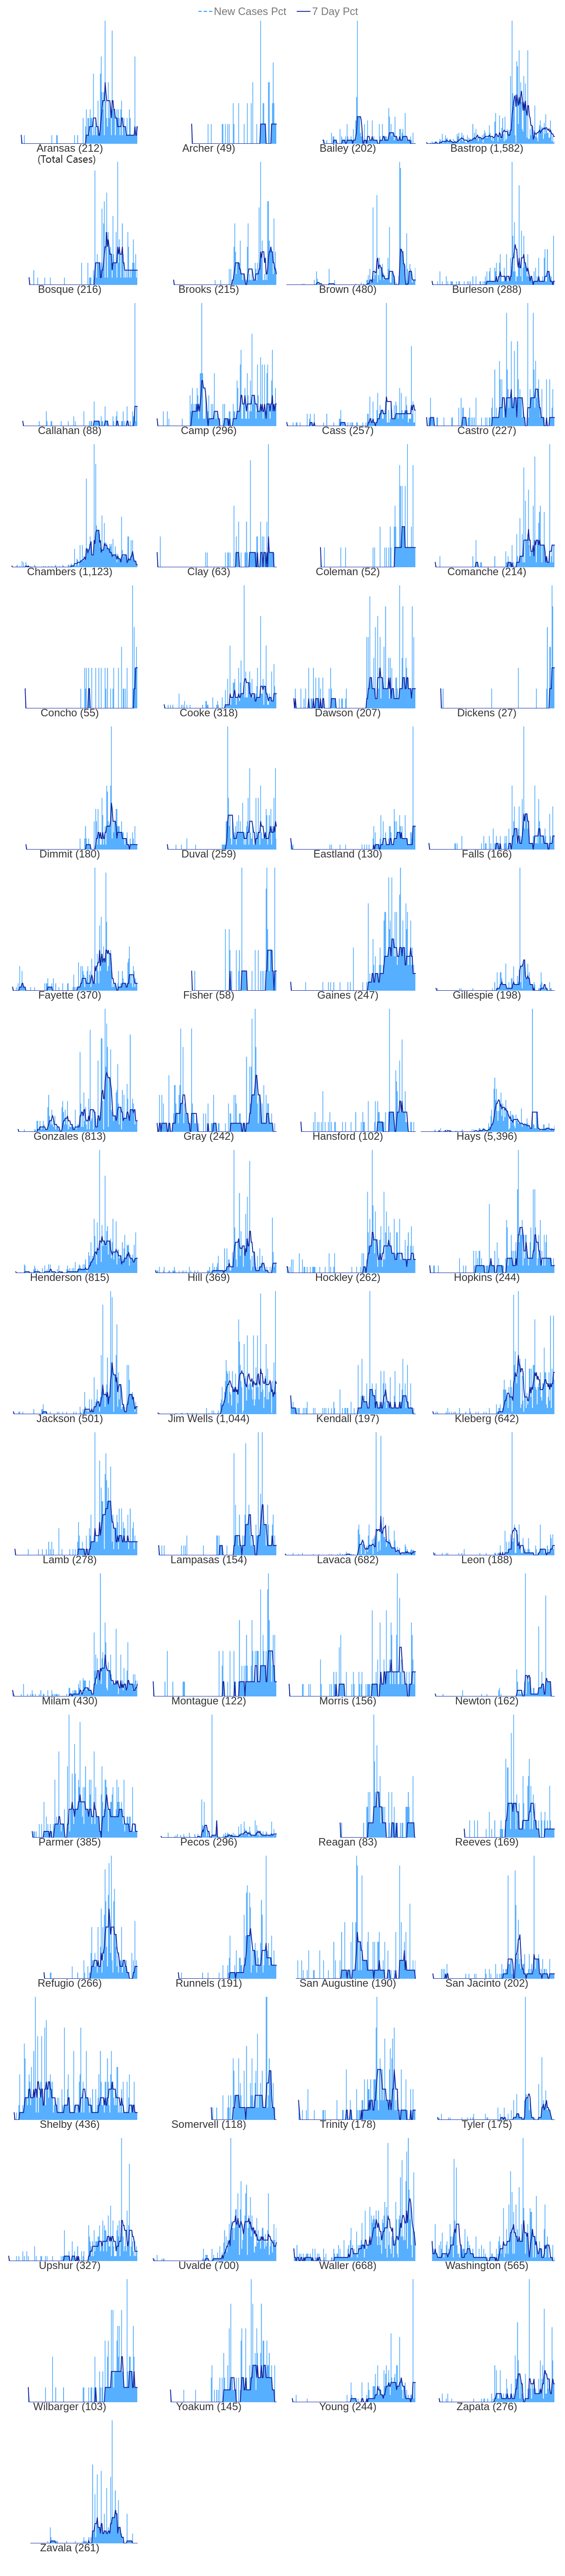 New Cases Pct 7 Day Pct
Aransas (212) Archer (49) Bailey (202) Bastrop (1,582)
(Total Cases)
Bosque (216) Brooks (215) Brown (480) Burleson (288)
Callahan (88) Camp (296) Cass (257) Castro (227)
Chambers (1,123) Clay (63) Coleman (52) Comanche (214)
Concho (55) Cooke (318) Dawson (207) Dickens (27)
Dimmit (180) Duval (259) Eastland (130) Falls (166)
Fayette (370) Fisher (58) Gaines (247) Gillespie (198)
Gonzales (813) Gray (242) Hansford (102) Hays (5,396)
Henderson (815) Hill (369) Hockley (262) Hopkins (244)
Jackson (501) Jim Wells (1,044) Kendall (197) Kleberg (642)
Lamb (278) Lampasas (154) Lavaca (682) Leon (188)
Milam (430) Montague (122) Morris (156) Newton (162)
Parmer (385) Pecos (296) Reagan (83) Reeves (169)
Refugio (266) Runnels (191) San Augustine (190) San Jacinto (202)
Shelby (436) Somervell (118) Trinity (178) Tyler (175)
Upshur (327) Uvalde (700) Waller (668) Washington (565)
Wilbarger (103) Yoakum (145) Young (244) Zapata (276)
Zavala (261)